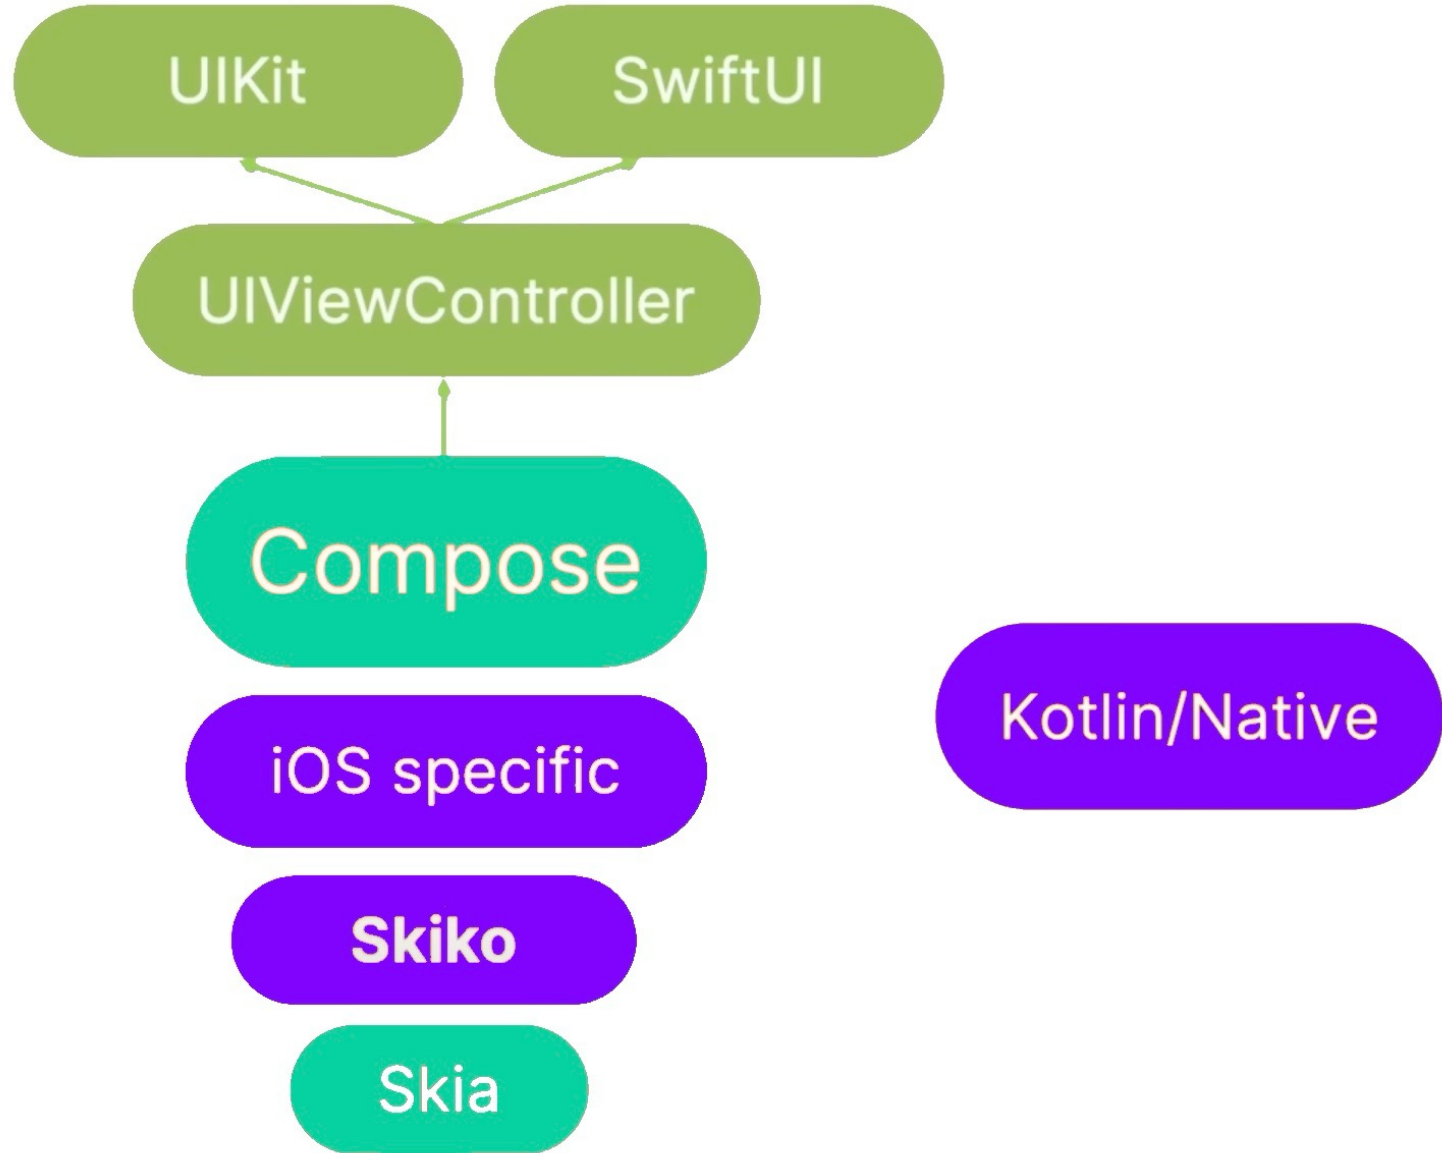 UIKit
SwiftUI
UIViewController
Compose
iOS specific
Kotlin/Native
Skiko
Skia